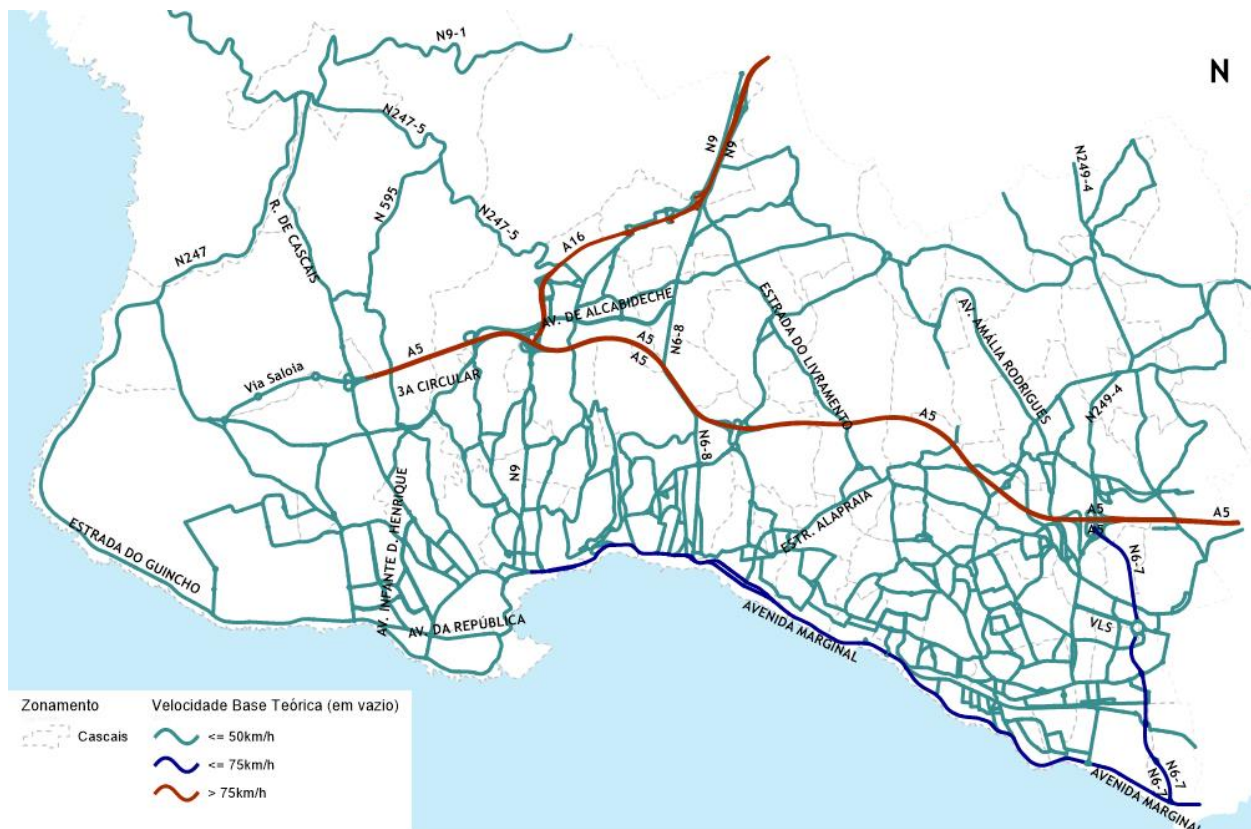 N9-1
N
N247-5
N9
N9
N249-4
N 595
R. DE CASCAIS
N247-5
N247
A16
ESTRADA DO LIVRAMENTO
AV. DE ALCABIDECHE
AV. AMÁLIA RODRIGUES
A5
A5
A5
N6-8
Via Saloia
3A CIRCULAR
N249-4
A5
N6-8
N9
AV. INFANTE D. HENRIQUE
ESTR. ALAPRAIA
A5
A5
A5
ESTRADA DO GUINCHO
N6-7
AV. DA REPÚBLICA
AVENIDA MARGINAL
VLS
Zonamento
Cascais
Velocidade Base Teórica (em vazio)
<= 50km/h
<= 75km/h
> 75km/h
N6-7
N6-7
AVENIDA MARGINAL